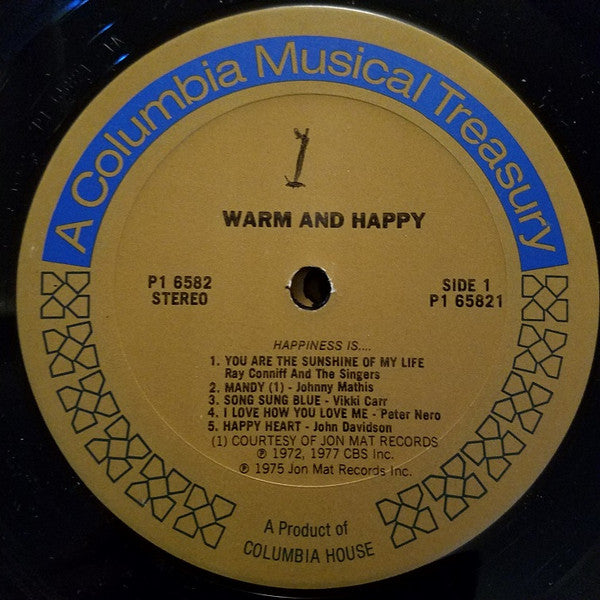 A Columbia Musical Treasury
1
WARM AND HAPPY
P1 6582
STEREO
SIDE 1
P1 65821
HAPPINESS IS....
1. YOU ARE THE SUNSHINE OF MY LIFE
Ray Conniff And The Singers
2. MANDY (1) - Johnny Mathis
3. SONG SUNG BLUE - Vikki Carr
4. I LOVE HOW YOU LOVE ME - Peter Nero
5. HAPPY HEART - John Davidson
(1) COURTESY OF JON MAT RECORDS
℗ 1972, 1977 CBS Inc.
℗ 1975 Jon Mat Records Inc.
A Product of
COLUMBIA HOUSE